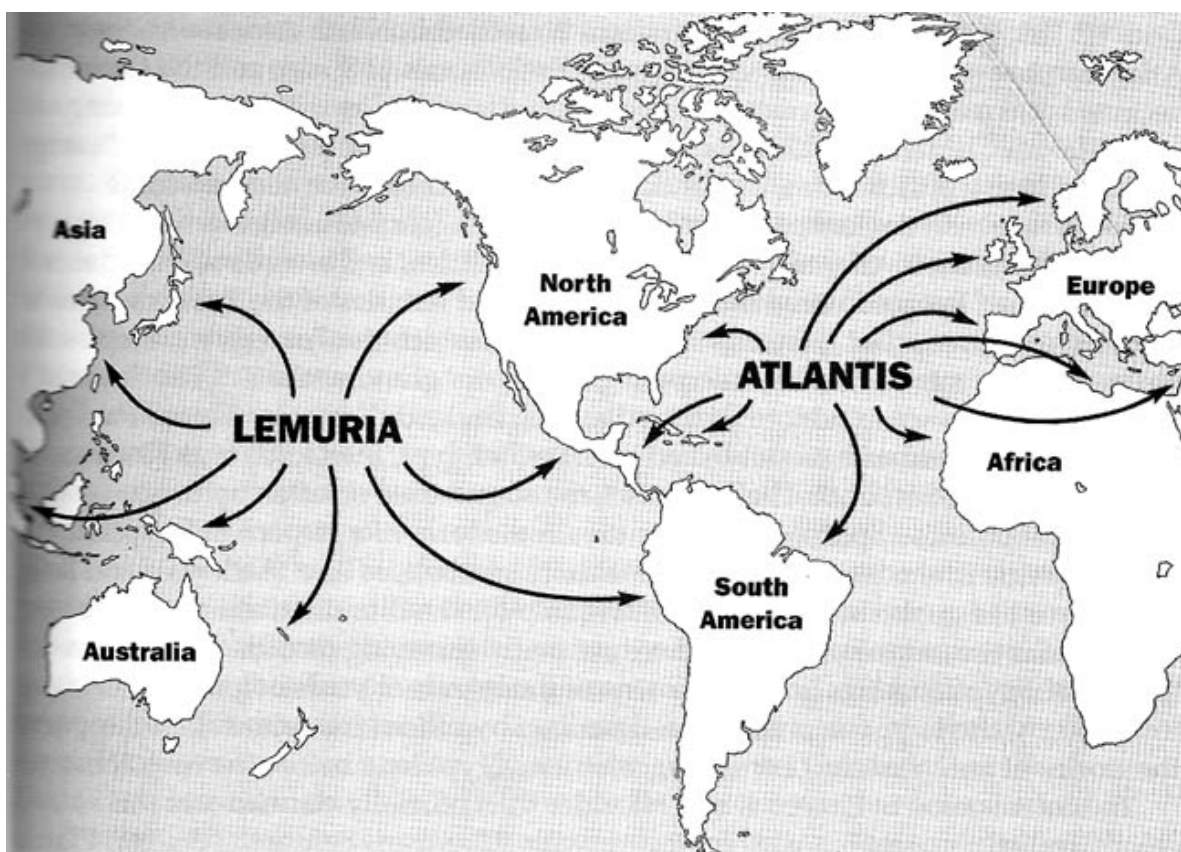 Asia
North
America
Europe
ATLANTIS
LEMURIA
Africa
South
America
Australia